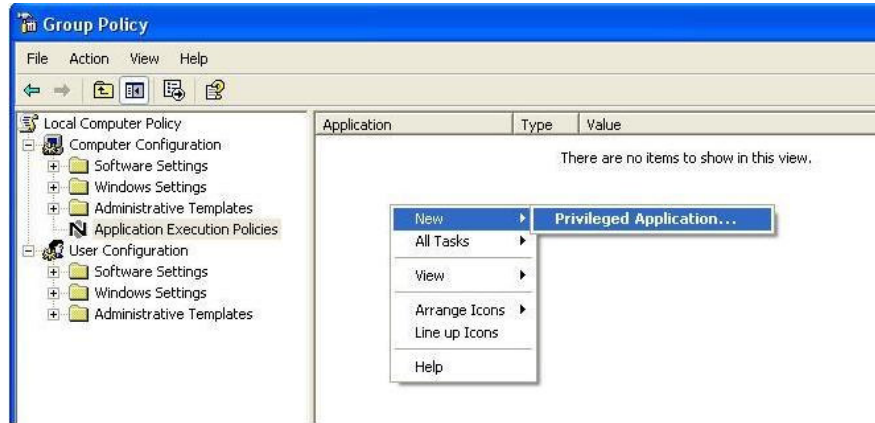 Group Policy
File Action View Help
Local Computer Policy
Computer Configuration
Software Settings
Windows Settings
Administrative Templates
Application Execution Policies
User Configuration
Software Settings
Windows Settings
Administrative Templates
Application Type Value
There are no items to show in this view.
New Privileged Application...
All Tasks
View
Arrange Icons
Line up Icons
Help